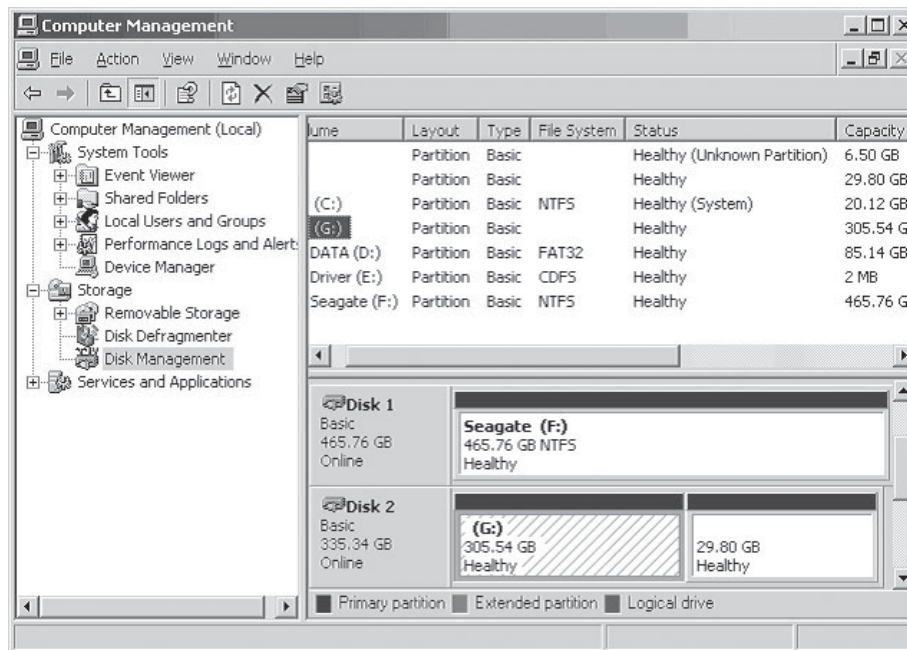 Computer Management
File Action View Window Help
Computer Management (Local)
System Tools
Event Viewer
Shared Folders
Local Users and Groups
Performance Logs and Alert
Device Manager
Storage
Removable Storage
Disk Defragmenter
Disk Management
Services and Applications
lume Layout Type File System Status Capacity
Partition Basic Healthy (Unknown Partition) 6.50 GB
Partition Basic Healthy 29.80 GB
(C:) Partition Basic NTFS Healthy (System) 20.12 GB
(G:) Partition Basic Healthy 305.54 G
DATA (D:) Partition Basic FAT32 Healthy 85.14 GB
Driver (E:) Partition Basic CDFS Healthy 2 MB
Seagate (F:) Partition Basic NTFS Healthy 465.76 G
Disk 1
Basic
465.76 GB
Online
Seagate (F:)
465.76 GB NTFS
Healthy
Disk 2
Basic
335.34 GB
Online
(G:)
305.54 GB
Healthy
29.80 GB
Healthy
Primary partition Extended partition Logical drive